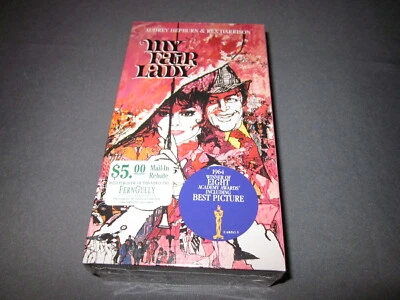 AUDREY HEPBURN & REX HARRISON
MY
FAIR
LADY
$5.00 Mail-In
Rebate
FERNGULLY
1964
WINNER OF
EIGHT
ACADEMY AWARDS
INCLUDING
BEST PICTURE